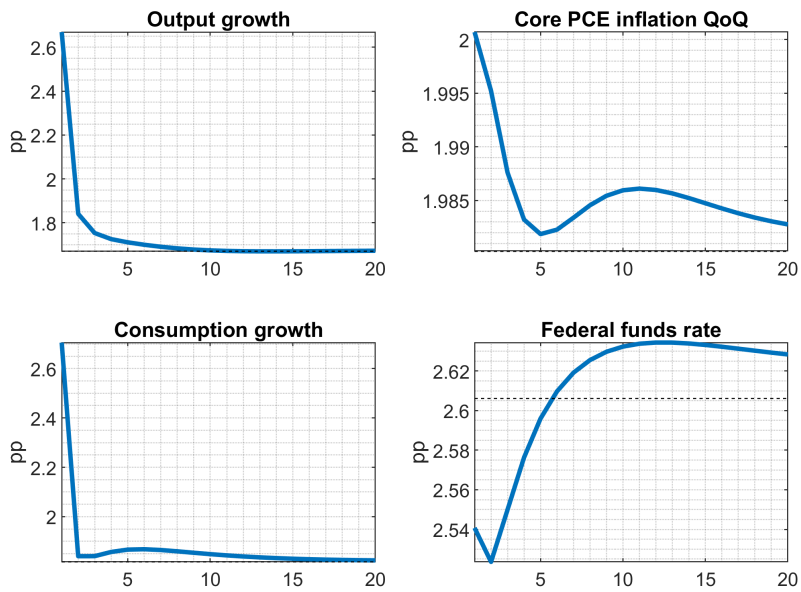 Output growth
pp
2.6
2.4
2.2
2
1.8
5 10 15 20
Core PCE inflation QoQ
pp
2
1.995
1.99
1.985
5 10 15 20
Consumption growth
pp
2.6
2.4
2.2
2
5 10 15 20
Federal funds rate
pp
2.62
2.6
2.58
2.56
2.54
5 10 15 20